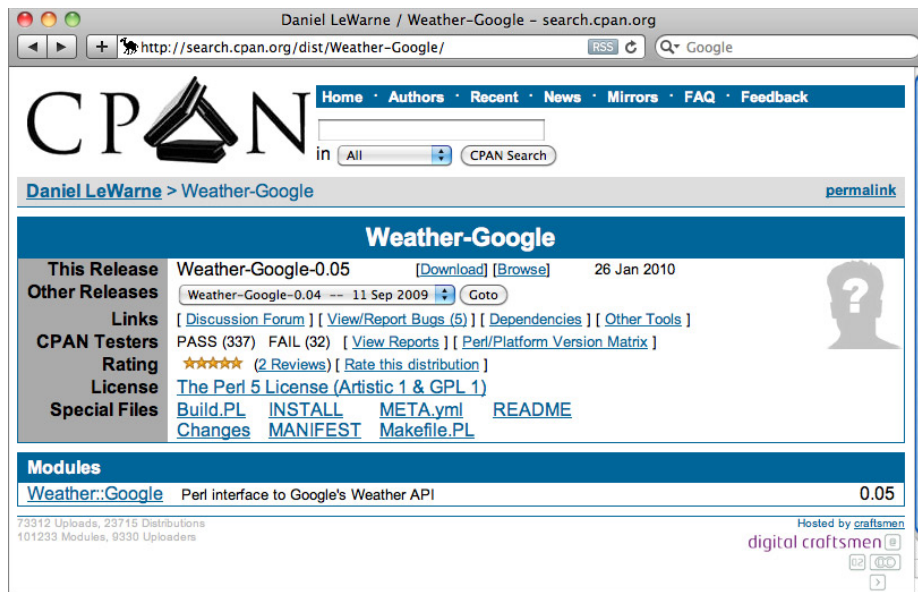 Daniel LeWarne / Weather-Google – search.cpan.org
http://search.cpan.org/dist/Weather-Google/ RSS Google
CPAN
Home · Authors · Recent · News · Mirrors · FAQ · Feedback
in All CPAN Search
Daniel LeWarne > Weather-Google permalink
Weather-Google
This Release Weather-Google-0.05 [Download] [Browse] 26 Jan 2010
Other Releases Weather-Google-0.04 -- 11 Sep 2009 Goto
Links [ Discussion Forum ] [ View/Report Bugs (5) ] [ Dependencies ] [ Other Tools ]
CPAN Testers PASS (337) FAIL (32) [ View Reports ] [ Perl/Platform Version Matrix ]
Rating ★★★★★ (2 Reviews) [ Rate this distribution ]
License The Perl 5 License (Artistic 1 & GPL 1)
Special Files Build.PL INSTALL META.yml README
Changes MANIFEST Makefile.PL
?
Modules
Weather::Google Perl interface to Google's Weather API 0.05
73312 Uploads, 23715 Distributions
101233 Modules, 9330 Uploaders
Hosted by craftsmen
digital craftsmen